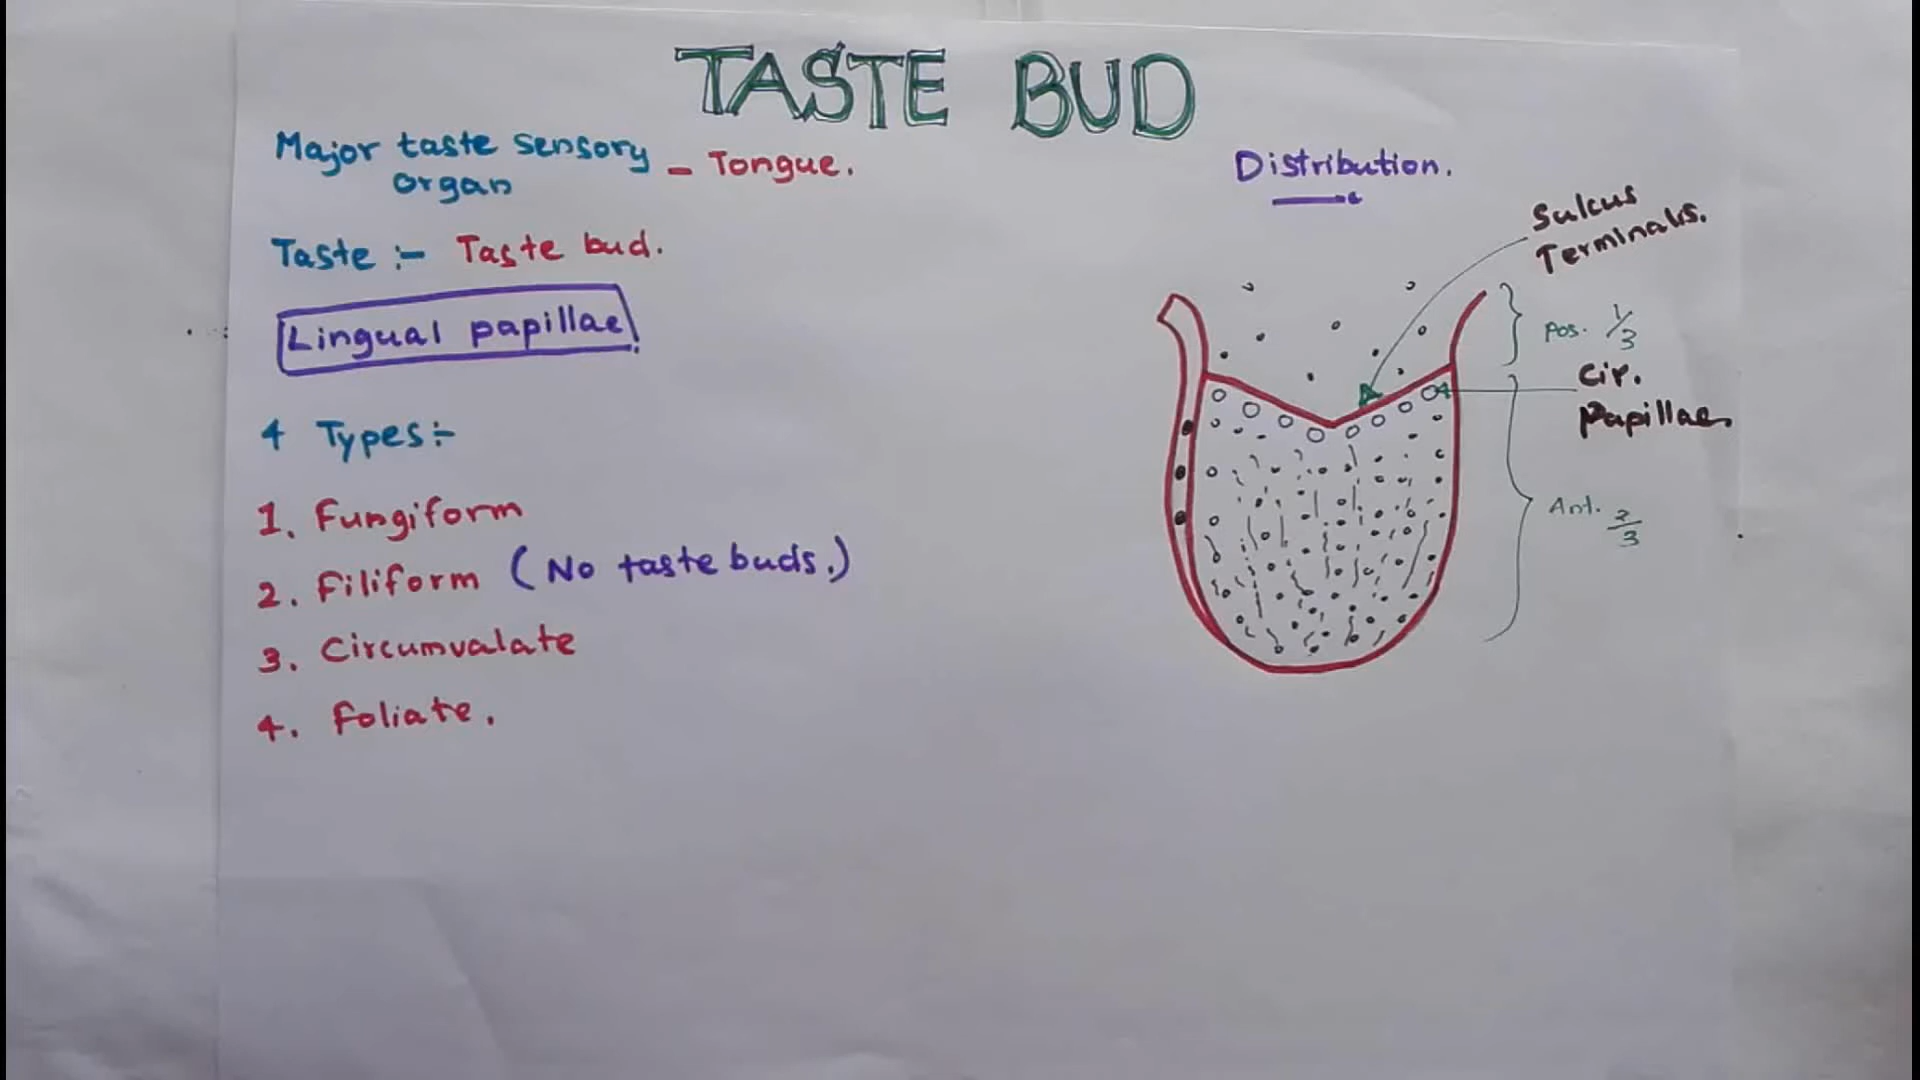 TASTE BUD
Major taste sensory
organ
- Tongue.
Taste :- Taste bud.
Lingual papillae
4 Types:-
1. Fungiform
2. Filiform (No taste buds.)
3. Circumvalate
4. Foliate.
Distribution.
Sulcus
Terminalis.
Pos. 1/3
Cir.
Papillae.
Ant. 2/3